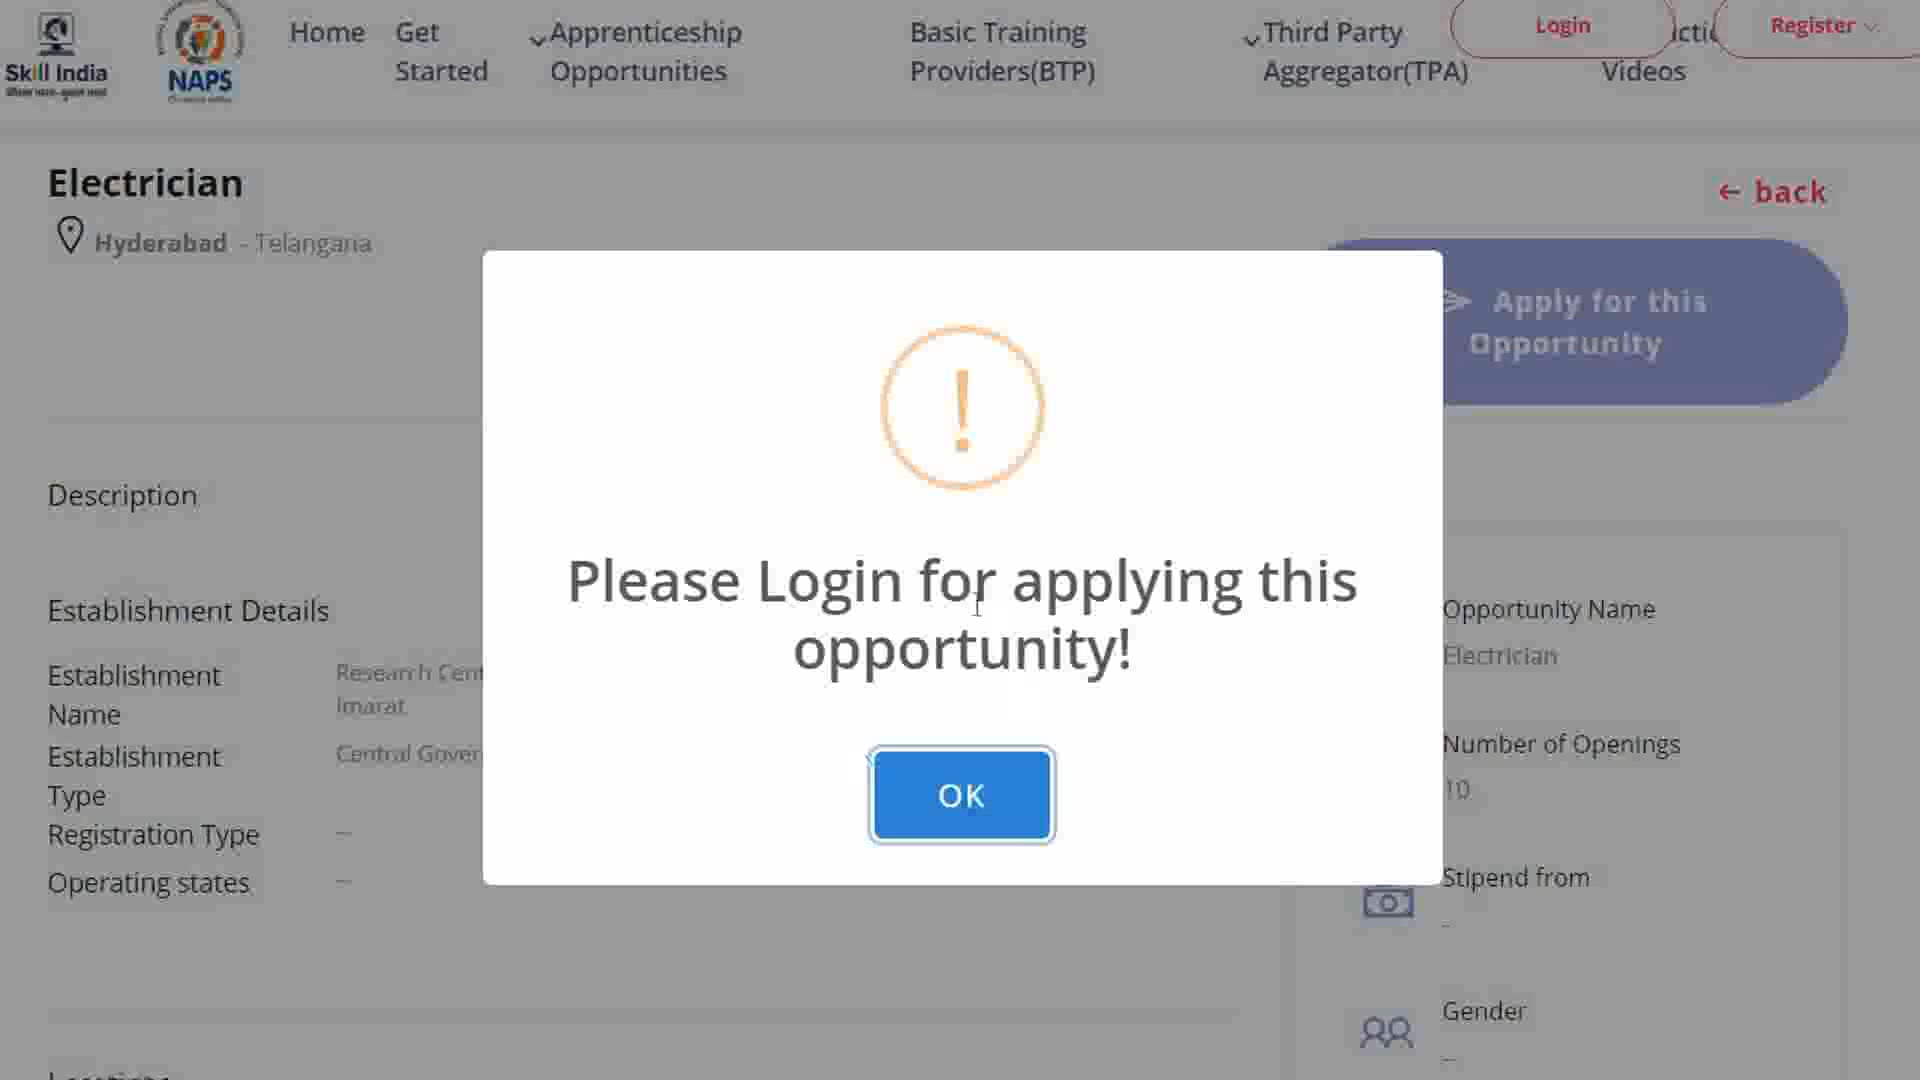 Skill India
NAPS
Home
Get
Started
Apprenticeship
Opportunities
Basic Training
Providers(BTP)
Third Party
Aggregator(TPA)
Videos
Login
Register
Electrician
Hyderabad - Telangana
← back
Apply for this
Opportunity
Please Login for applying this
opportunity!
OK
Description
Establishment Details
Establishment
Name
Research
Imarat
Establishment
Type
Central
Registration Type
--
Operating states
--
Opportunity Name
Electrician
Number of Openings
10
Stipend from
--
Gender
--